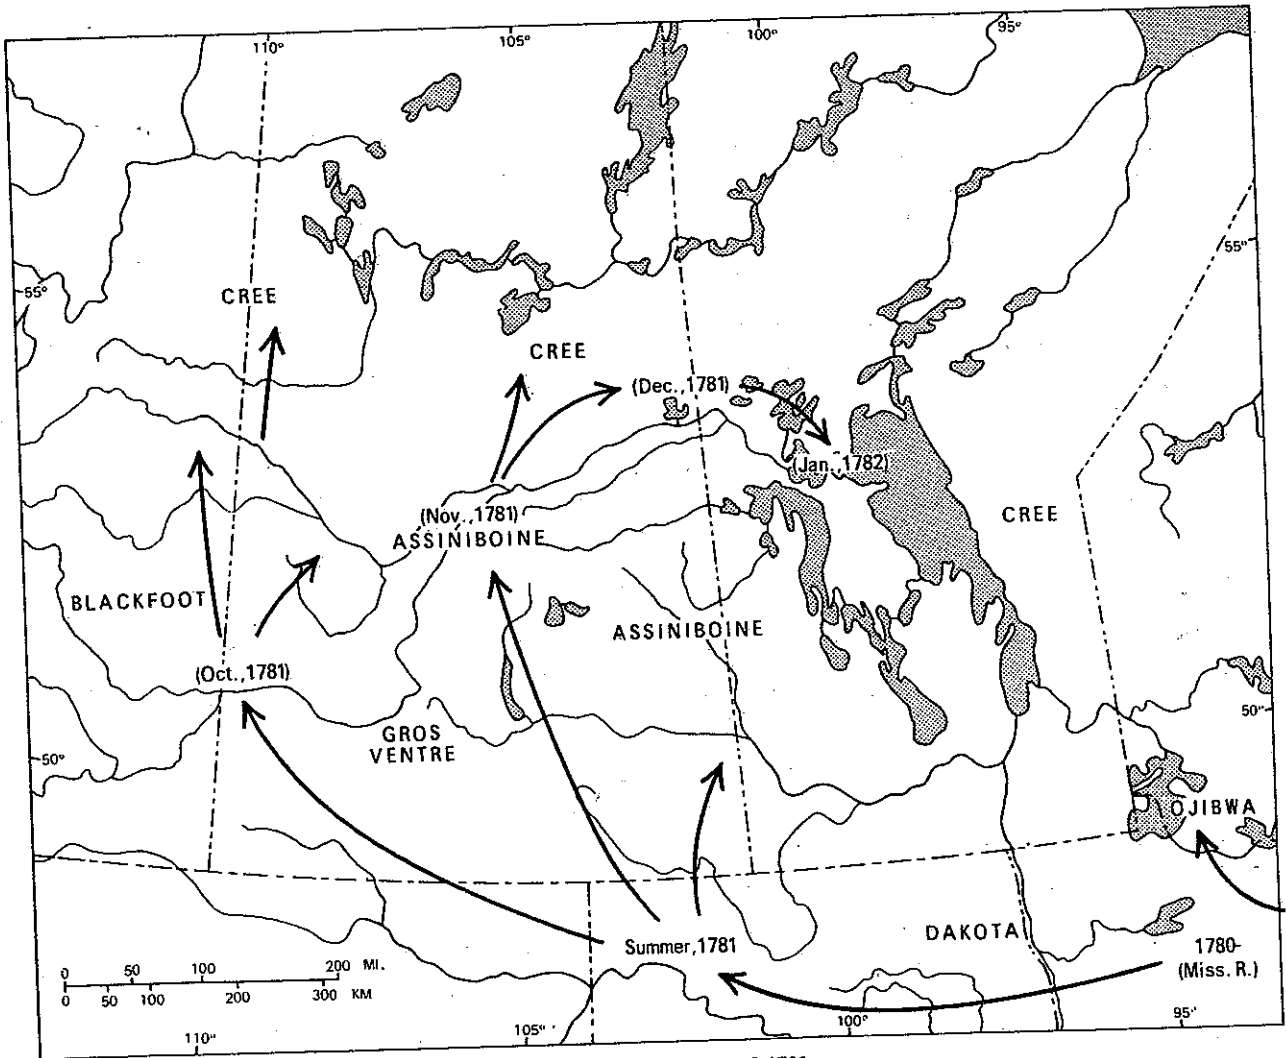 110°
105°
100°
95°
55°
55°
CREE
CREE
(Dec.,1781)
(Jan.,1782)
(Nov.,1781)
ASSINIBOINE
CREE
BLACKFOOT
ASSINIBOINE
(Oct.,1781)
50°
GROS
VENTRE
50°
OJIBWA
Summer,1781
DAKOTA
1780-
(Miss. R.)
0 50 100 200 MI.
0 50 100 200 300 KM
110°
105°
100°
95°